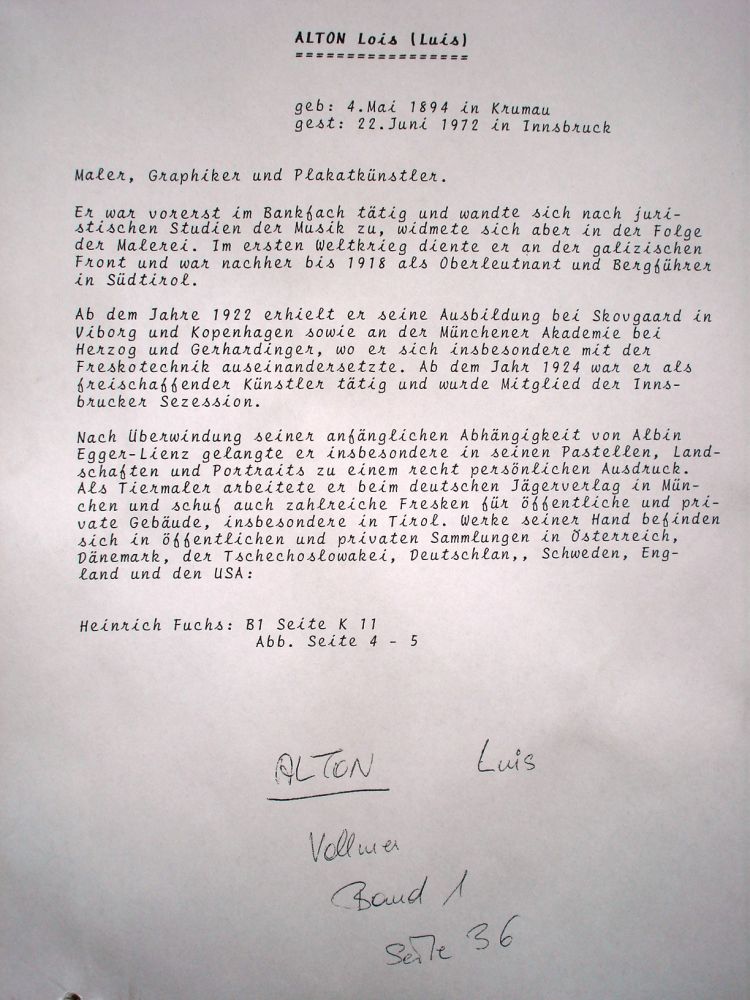 ALTON Lois (Luis)
=================
geb: 4.Mai 1894 in Krumau
gest: 22.Juni 1972 in Innsbruck
Maler, Graphiker und Plakatkünstler.
Er war vorerst im Bankfach tätig und wandte sich nach juri-
stischen Studien der Musik zu, widmete sich aber in der Folge
der Malerei. Im ersten Weltkrieg diente er an der galizischen
Front und war nachher bis 1918 als Oberleutnant und Bergführer
in Südtirol.
Ab dem Jahre 1922 erhielt er seine Ausbildung bei Skovgaard in
Viborg und Kopenhagen sowie an der Münchener Akademie bei
Herzog und Gerhardinger, wo er sich insbesondere mit der
Freskotechnik auseinandersetzte. Ab dem Jahr 1924 war er als
freischaffender Künstler tätig und wurde Mitglied der Inns-
brucker Sezession.
Nach Überwindung seiner anfänglichen Abhängigkeit von Albin
Egger-Lienz gelangte er insbesondere in seinen Pastellen, Land-
schaften und Portraits zu einem recht persönlichen Ausdruck.
Als Tiermaler arbeitete er beim deutschen Jägerverlag in Mün-
chen und schuf auch zahlreiche Fresken für öffentliche und pri-
vate Gebäude, insbesondere in Tirol. Werke seiner Hand befinden
sich in öffentlichen und privaten Sammlungen in Österreich,
Dänemark, der Tschechoslowakei, Deutschlan,, Schweden, Eng-
land und den USA:
Heinrich Fuchs: B1 Seite K 11
Abb. Seite 4 - 5
ALTON Luis
Vollmer
Band 1
Seite 36